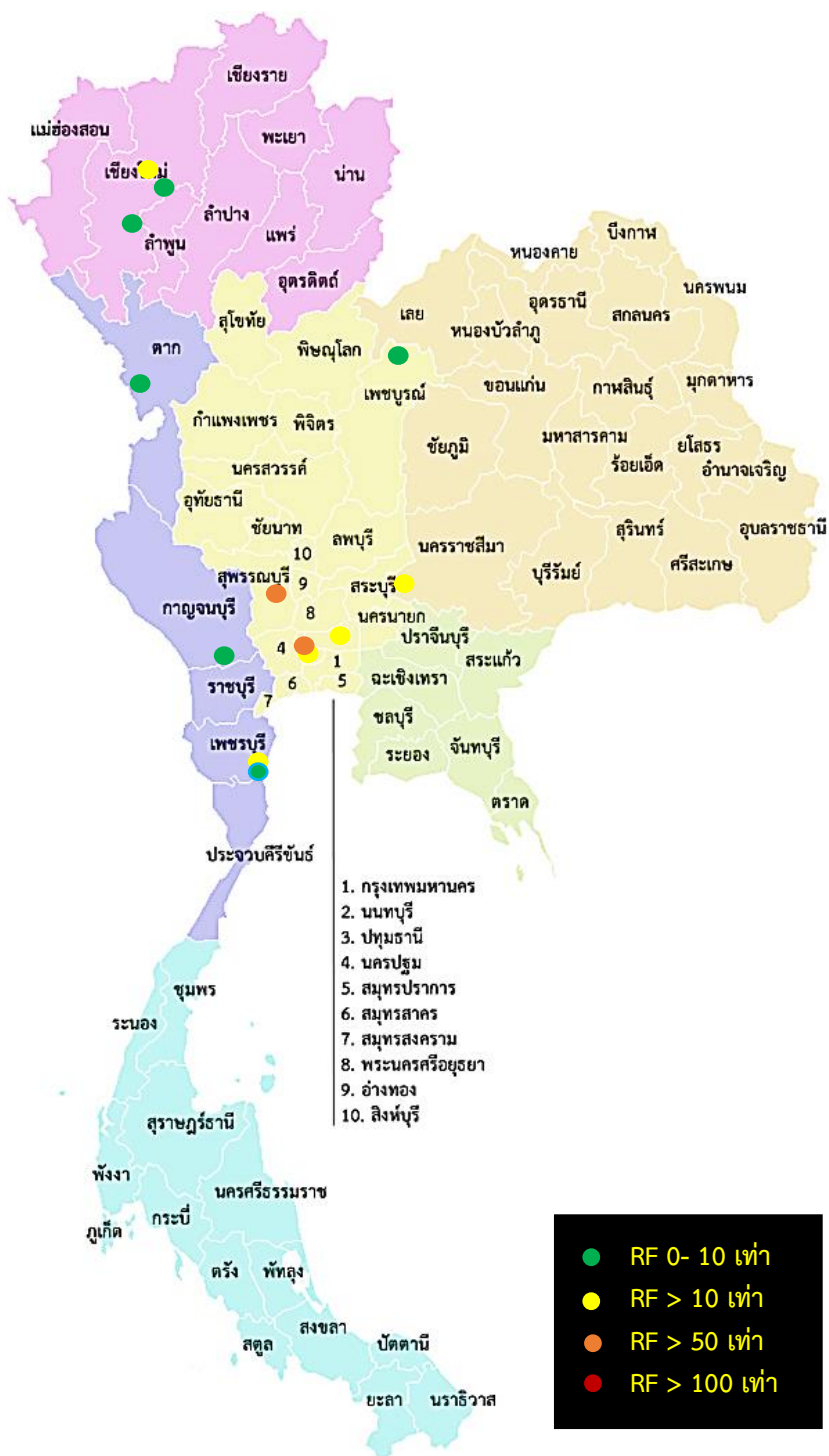 เชียงราย
แม่ฮ่องสอน
พะเยา
เชียงใหม่
น่าน
ลำปาง
ลำพูน
แพร่
อุตรดิตถ์
บึงกาฬ
หนองคาย
นครพนม
อุดรธานี
เลย
สกลนคร
สุโขทัย
หนองบัวลำภู
ตาก
พิษณุโลก
ขอนแก่น
กาฬสินธุ์
มุกดาหาร
เพชบูรณ์
กำแพงเพชร
พิจิตร
ชัยภูมิ
มหาสารคาม
ยโสธร
ร้อยเอ็ด
อำนาจเจริญ
นครสวรรค์
อุทัยธานี
ชัยนาท
ลพบุรี
นครราชสีมา
สุรินทร์
อุบลราชธานี
10
สุพรรณบุรี
9
สระบุรี
บุรีรัมย์
ศรีสะเกษ
กาญจนบุรี
8
นครนายก
ปราจีนบุรี
4
1
สระแก้ว
ราชบุรี
6
5
ฉะเชิงเทรา
7
ชลบุรี
เพชรบุรี
ระยอง
จันทบุรี
ตราด
ประจวบคีรีขันธ์
1. กรุงเทพมหานคร
2. นนทบุรี
3. ปทุมธานี
4. นครปฐม
5. สมุทรปราการ
6. สมุทรสาคร
7. สมุทรสงคราม
8. พระนครศรีอยุธยา
9. อ่างทอง
10. สิงห์บุรี
ชุมพร
ระนอง
สุราษฎร์ธานี
พังงา
นครศรีธรรมราช
กระบี่
ภูเก็ต
ตรัง
พัทลุง
สงขลา
สตูล
ปัตตานี
ยะลา
นราธิวาส
RF 0- 10 เท่า
RF > 10 เท่า
RF > 50 เท่า
RF > 100 เท่า